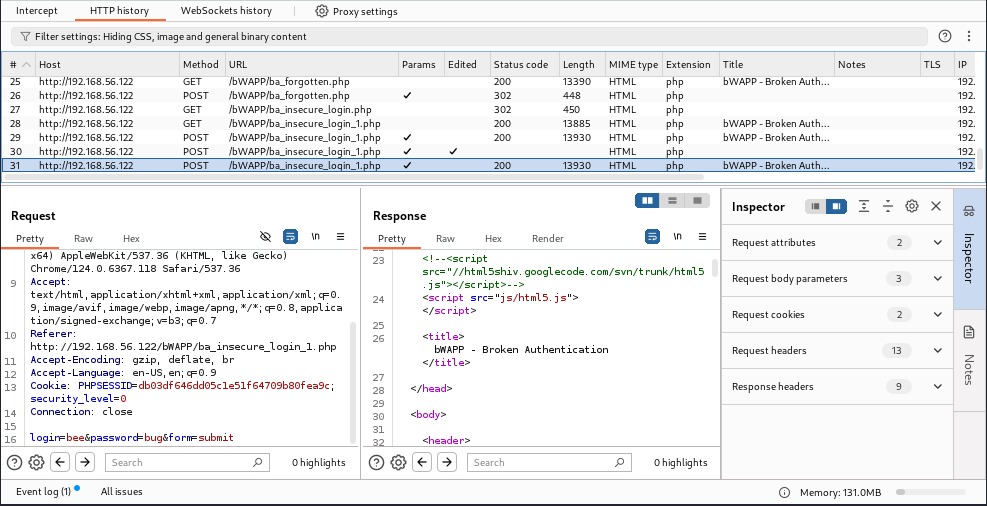 Intercept HTTP history WebSockets history Proxy settings
Filter settings: Hiding CSS, image and general binary content
# Host Method URL Params Edited Status code Length MIME type Extension Title Notes TLS IP
25 http://192.168.56.122 GET /bWAPP/ba_forgotten.php 200 13390 HTML php bWAPP - Broken Auth... 192.
26 http://192.168.56.122 POST /bWAPP/ba_forgotten.php ✓ 302 448 HTML php 192.
27 http://192.168.56.122 GET /bWAPP/ba_insecure_login.php 302 450 HTML php 192.
28 http://192.168.56.122 GET /bWAPP/ba_insecure_login_1.php 200 13885 HTML php bWAPP - Broken Auth... 192.
29 http://192.168.56.122 POST /bWAPP/ba_insecure_login_1.php ✓ 200 13930 HTML php bWAPP - Broken Auth... 192.
30 http://192.168.56.122 POST /bWAPP/ba_insecure_login_1.php ✓ ✓ HTML php 192.
31 http://192.168.56.122 POST /bWAPP/ba_insecure_login_1.php ✓ 200 13930 HTML php bWAPP - Broken Auth... 192.
Request
Pretty Raw Hex \n
x64) AppleWebKit/537.36 (KHTML, like Gecko)
Chrome/124.0.6367.118 Safari/537.36
9 Accept:
text/html,application/xhtml+xml,application/xml;q=0.
9,image/avif,image/webp,image/apng,*/*;q=0.8,applica
tion/signed-exchange;v=b3;q=0.7
10 Referer:
http://192.168.56.122/bWAPP/ba_insecure_login_1.php
11 Accept-Encoding: gzip, deflate, br
12 Accept-Language: en-US,en;q=0.9
13 Cookie: PHPSESSID=db03df646dd05c1e51f64709b80fea9c;
security_level=0
14 Connection: close
15
16 login=bee&password=bug&form=submit
Search 0 highlights
Response
Pretty Raw Hex Render \n
23 <!--<script
src="//html5shiv.googlecode.com/svn/trunk/html5
.js"></script>-->
24 <script src="js/html5.js">
</script>
25
26 <title>
bWAPP - Broken Authentication
</title>
27
28 </head>
29
30 <body>
31
32 <header>
Search 0 highlights
Inspector
Request attributes 2
Request body parameters 3
Request cookies 2
Request headers 13
Response headers 9
Inspector
Notes
Event log (1) All issues Memory: 131.0MB